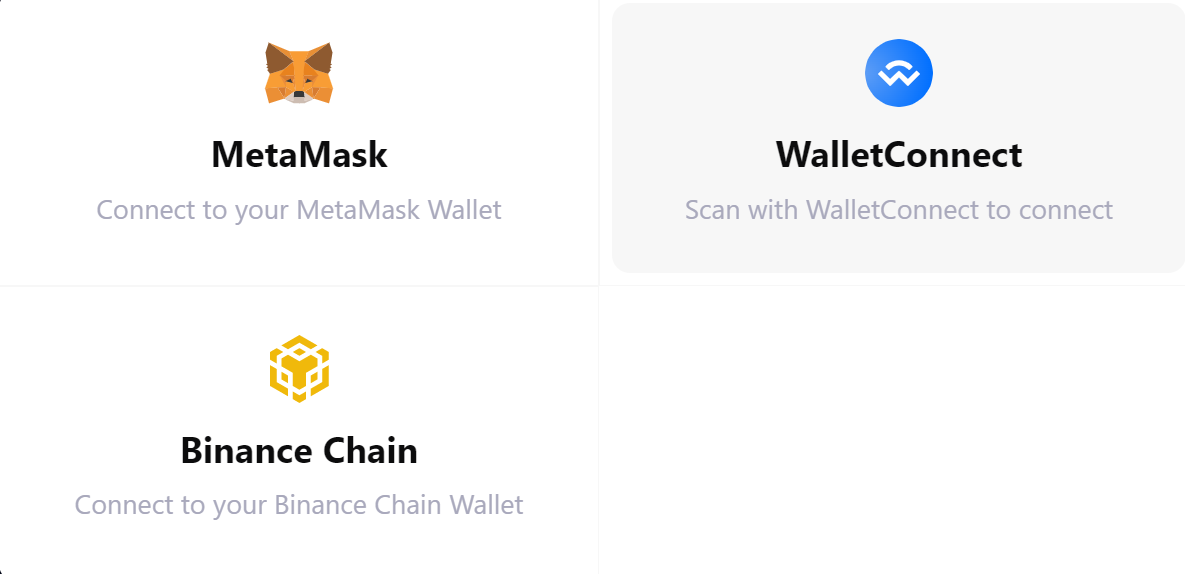 MetaMask
Connect to your MetaMask Wallet
WalletConnect
Scan with WalletConnect to connect
Binance Chain
Connect to your Binance Chain Wallet